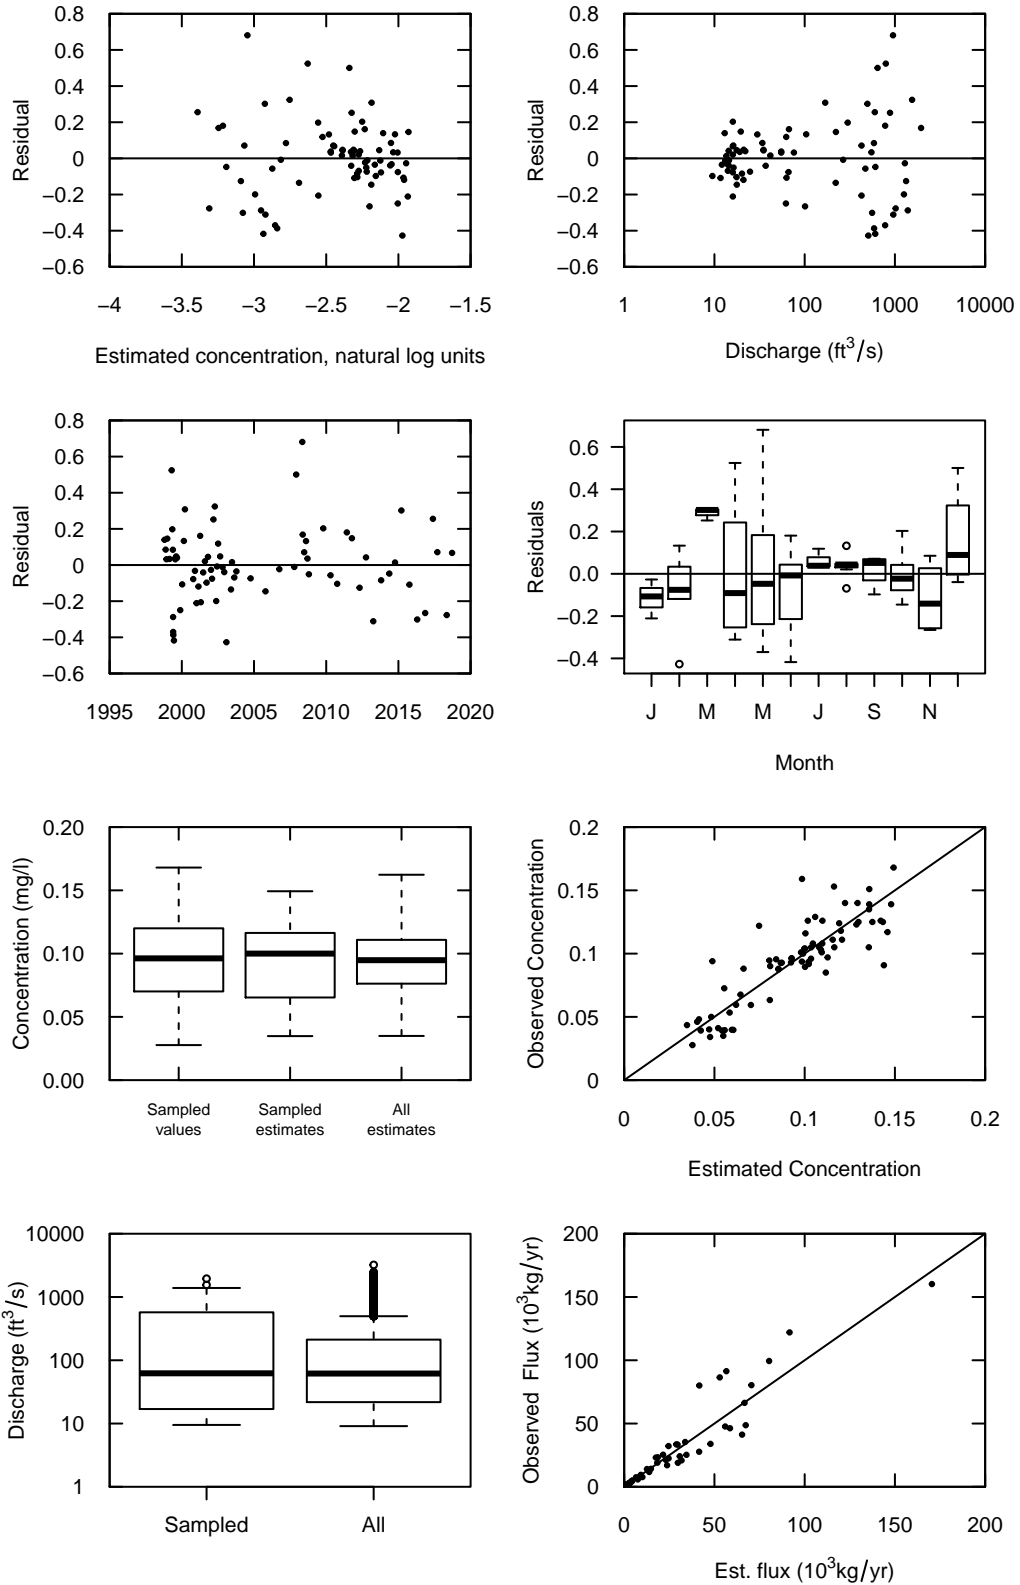 0.8
0.6
0.4
0.2
0
−0.2
−0.4
−0.6
Residual
−4 −3.5 −3 −2.5 −2 −1.5
Estimated concentration, natural log units
0.8
0.6
0.4
0.2
0
−0.2
−0.4
−0.6
Residual
1 10 100 1000 10000
Discharge (ft³/s)
0.8
0.6
0.4
0.2
0
−0.2
−0.4
−0.6
Residual
1995 2000 2005 2010 2015 2020
0.6
0.4
0.2
0.0
−0.2
−0.4
Residuals
J M M J S N
Month
0.20
0.15
0.10
0.05
0.00
Concentration (mg/l)
Sampled Sampled All
values estimates estimates
0.2
0.15
0.1
0.05
0
Observed Concentration
0 0.05 0.1 0.15 0.2
Estimated Concentration
10000
1000
100
10
1
Discharge (ft³/s)
Sampled All
200
150
100
50
0
Observed Flux (10³kg/yr)
0 50 100 150 200
Est. flux (10³kg/yr)